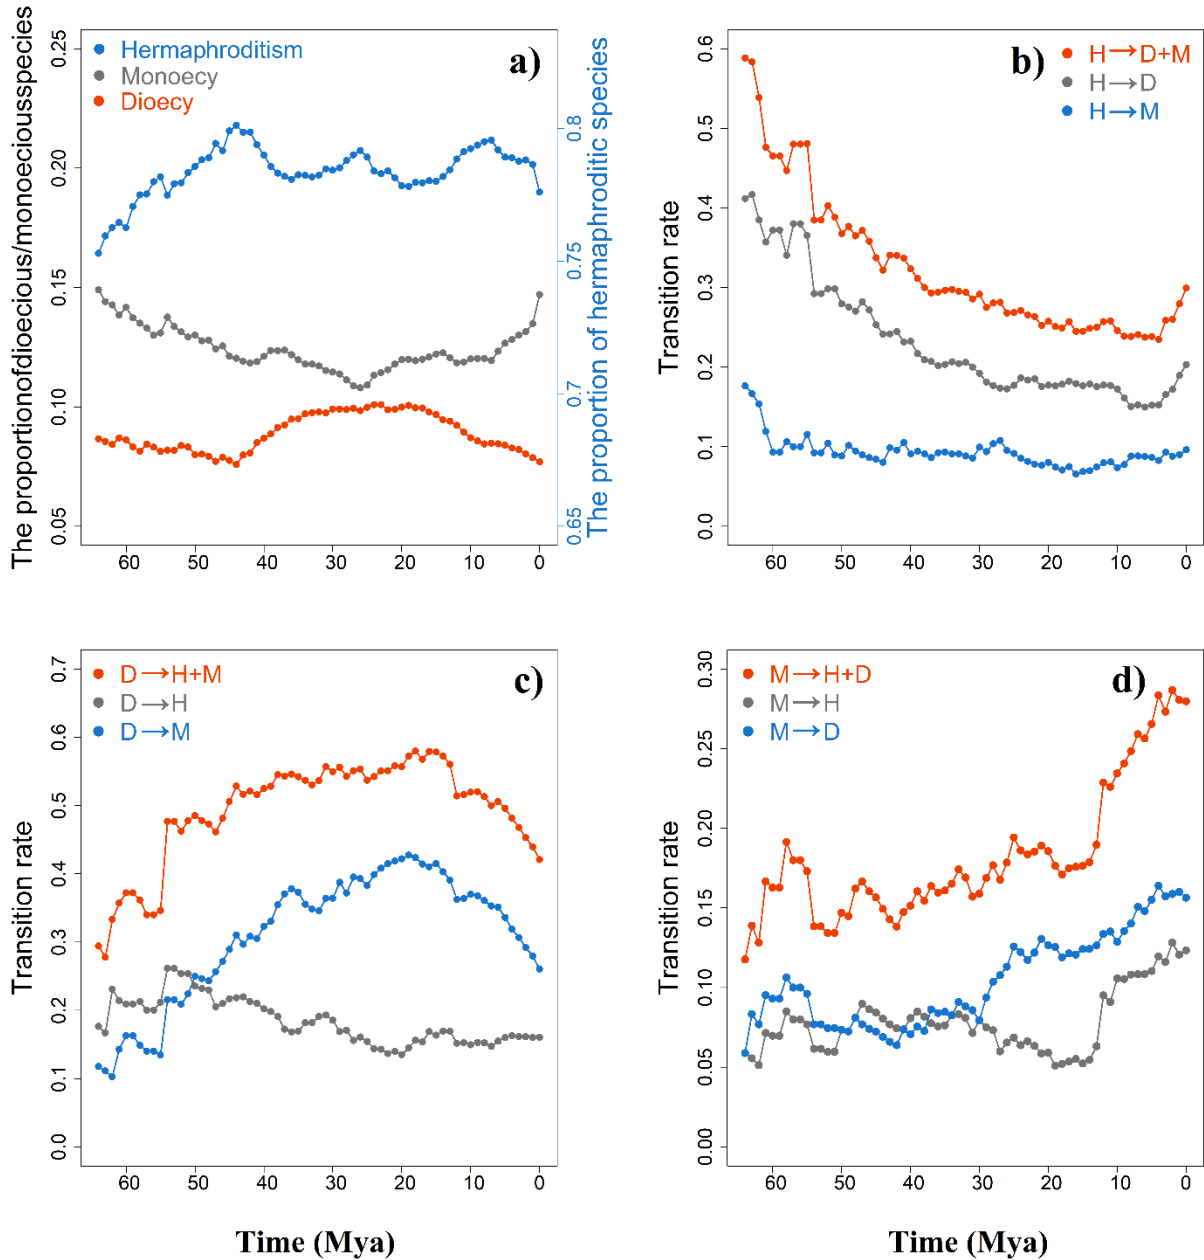 The proportionofdioecious/monoeciousspecies
0.25
0.20
0.15
0.10
0.05
Hermaphroditism
Monoecy
Dioecy
a)
0.8
0.75
0.7
0.65
The proportion of hermaphroditic species
60 50 40 30 20 10 0
Transition rate
0.6
0.5
0.4
0.3
0.2
0.1
0.0
b)
H→D+M
H→D
H→M
60 50 40 30 20 10 0
Transition rate
0.7
0.6
0.5
0.4
0.3
0.2
0.1
0.0
D→H+M
D→H
D→M
c)
60 50 40 30 20 10 0
Time (Mya)
Transition rate
0.30
0.25
0.20
0.15
0.10
0.05
0.00
M→H+D
M→H
M→D
d)
60 50 40 30 20 10 0
Time (Mya)